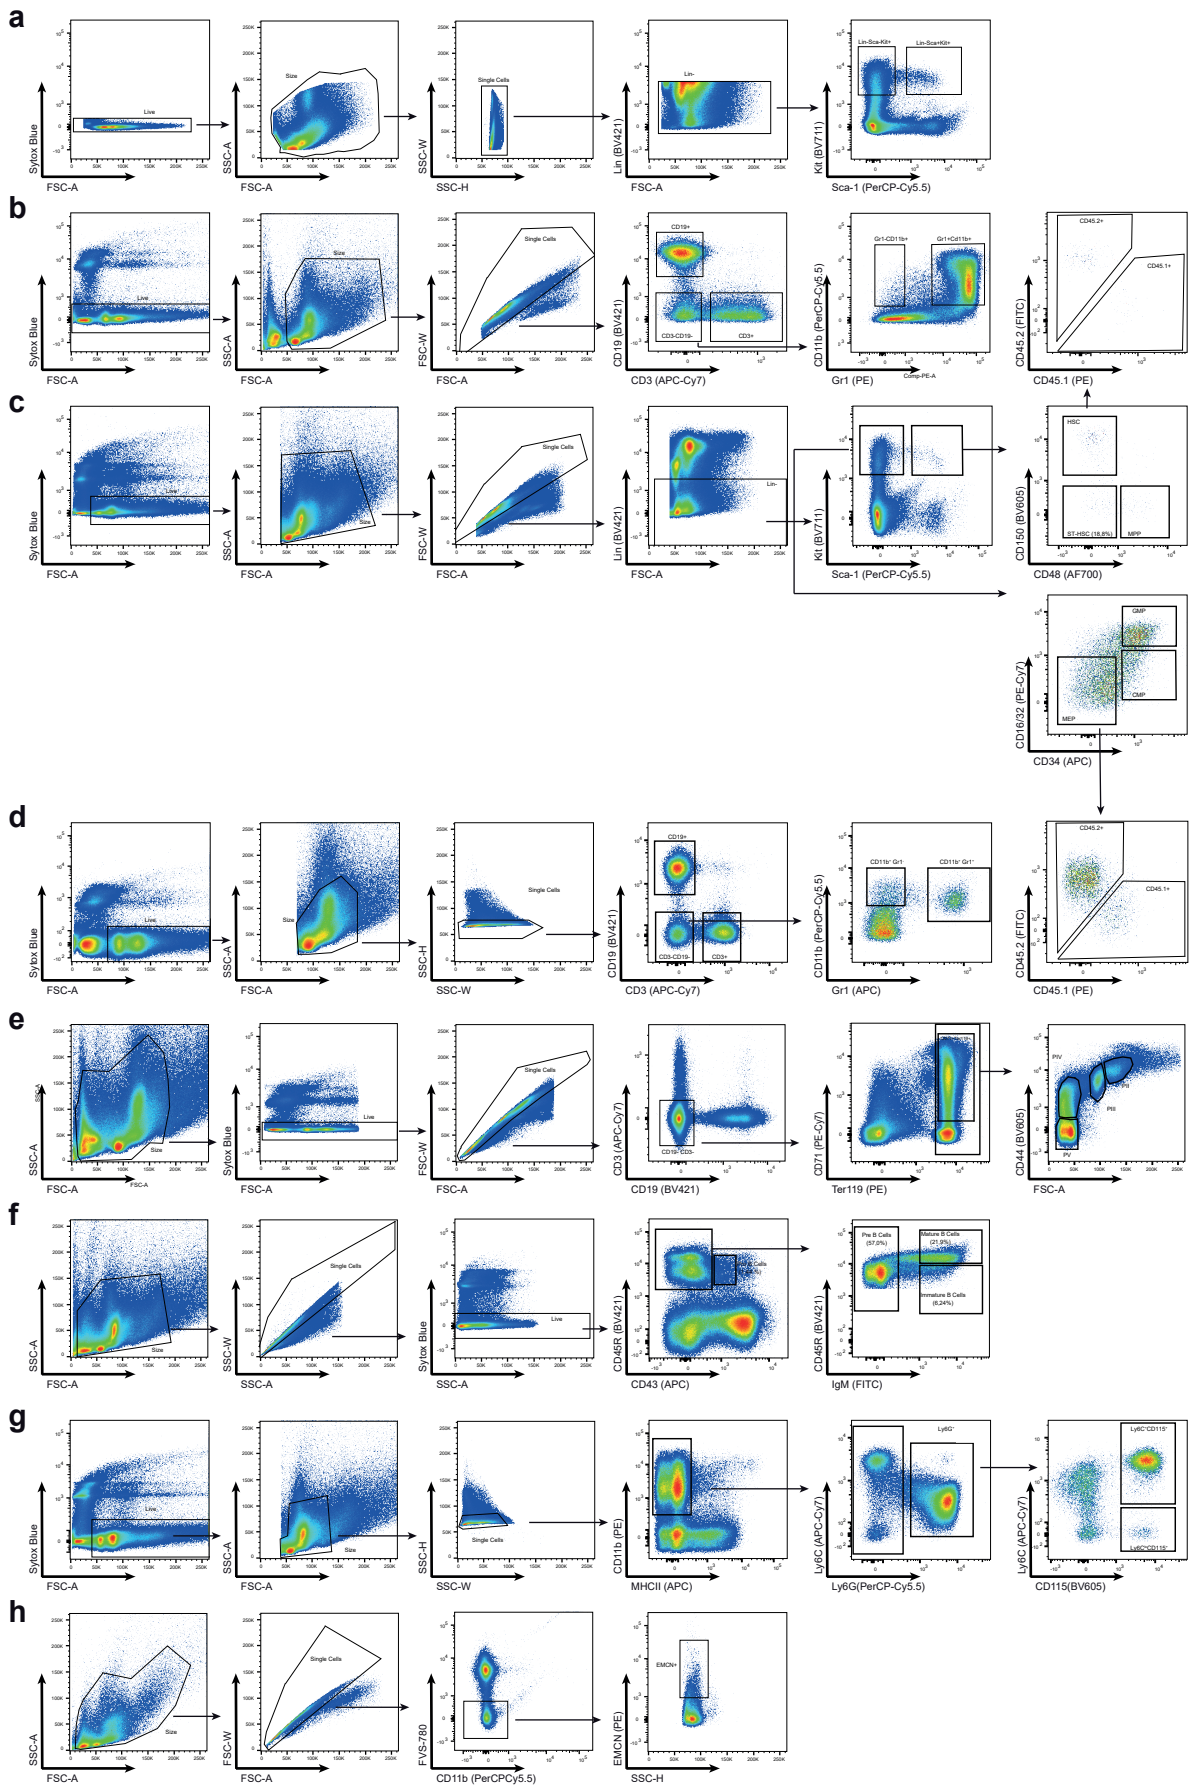 a
Sytox Blue
FSC-A
Live
SSC-A
FSC-A
Size
SSC-W
SSC-H
Single Cells
Lin (BV421)
FSC-A
Lin-
Kit (BV711)
Sca-1 (PerCP-Cy5.5)
Lin-Sca-Kit+
Lin-Sca+Kit+
b
Sytox Blue
FSC-A
Live
SSC-A
FSC-A
Size
FSC-W
FSC-A
Single Cells
CD19 (BV421)
CD3 (APC-Cy7)
CD19+
CD3-CD19-
CD3+
CD11b (PerCP-Cy5.5)
Gr1 (PE)
Comp-PE-A
Gr1-CD11b+
Gr1+Cd11b+
CD45.2 (FITC)
CD45.1 (PE)
CD45.2+
CD45.1+
c
Sytox Blue
FSC-A
Live
SSC-A
FSC-A
Size
FSC-W
FSC-A
Single Cells
Lin (BV421)
FSC-A
Lin-
Kit (BV711)
Sca-1 (PerCP-Cy5.5)
CD150 (BV605)
CD48 (AF700)
HSC
ST-HSC (18,8%)
MPP
CD16/32 (PE-Cy7)
CD34 (APC)
GMP
CMP
MEP
d
Sytox Blue
FSC-A
Live
SSC-A
FSC-A
Size
SSC-H
SSC-W
Single Cells
CD19 (BV421)
CD3 (APC-Cy7)
CD19+
CD3-CD19-
CD3+
CD11b (PerCP-Cy5.5)
Gr1 (APC)
CD11b⁺ Gr1⁻
CD11b⁺ Gr1⁺
CD45.2 (FITC)
CD45.1 (PE)
CD45.2+
CD45.1+
e
SSC-A
SSC-A
FSC-A
FSC-A
Size
Sytox Blue
FSC-A
Live
FSC-W
FSC-A
Single Cells
CD3 (APC-Cy7)
CD19 (BV421)
CD19- CD3-
CD71 (PE-Cy7)
Ter119 (PE)
CD44 (BV605)
FSC-A
PIV
PII
PIII
PV
f
SSC-A
FSC-A
Size
SSC-W
SSC-A
Sytox Blue
SSC-A
Live
CD45R (BV421)
CD43 (APC)
CD45R (BV421)
IgM (FITC)
Pre B Cells
(57,0%)
Mature B Cells
(21,9%)
Immature B Cells
(6,24%)
g
Sytox Blue
FSC-A
Live
SSC-A
FSC-A
Size
SSC-H
SSC-W
Single Cells
CD11b (PE)
MHCII (APC)
Ly6C (APC-Cy7)
Ly6G(PerCP-Cy5.5)
Ly6G⁺
Ly6C (APC-Cy7)
CD115(BV605)
Ly6C⁺CD115⁺
h
SSC-A
FSC-A
Size
FSC-W
FSC-A
Single Cells
FVS-780
CD11b (PerCPCy5.5)
EMCN (PE)
SSC-H
EMCN+